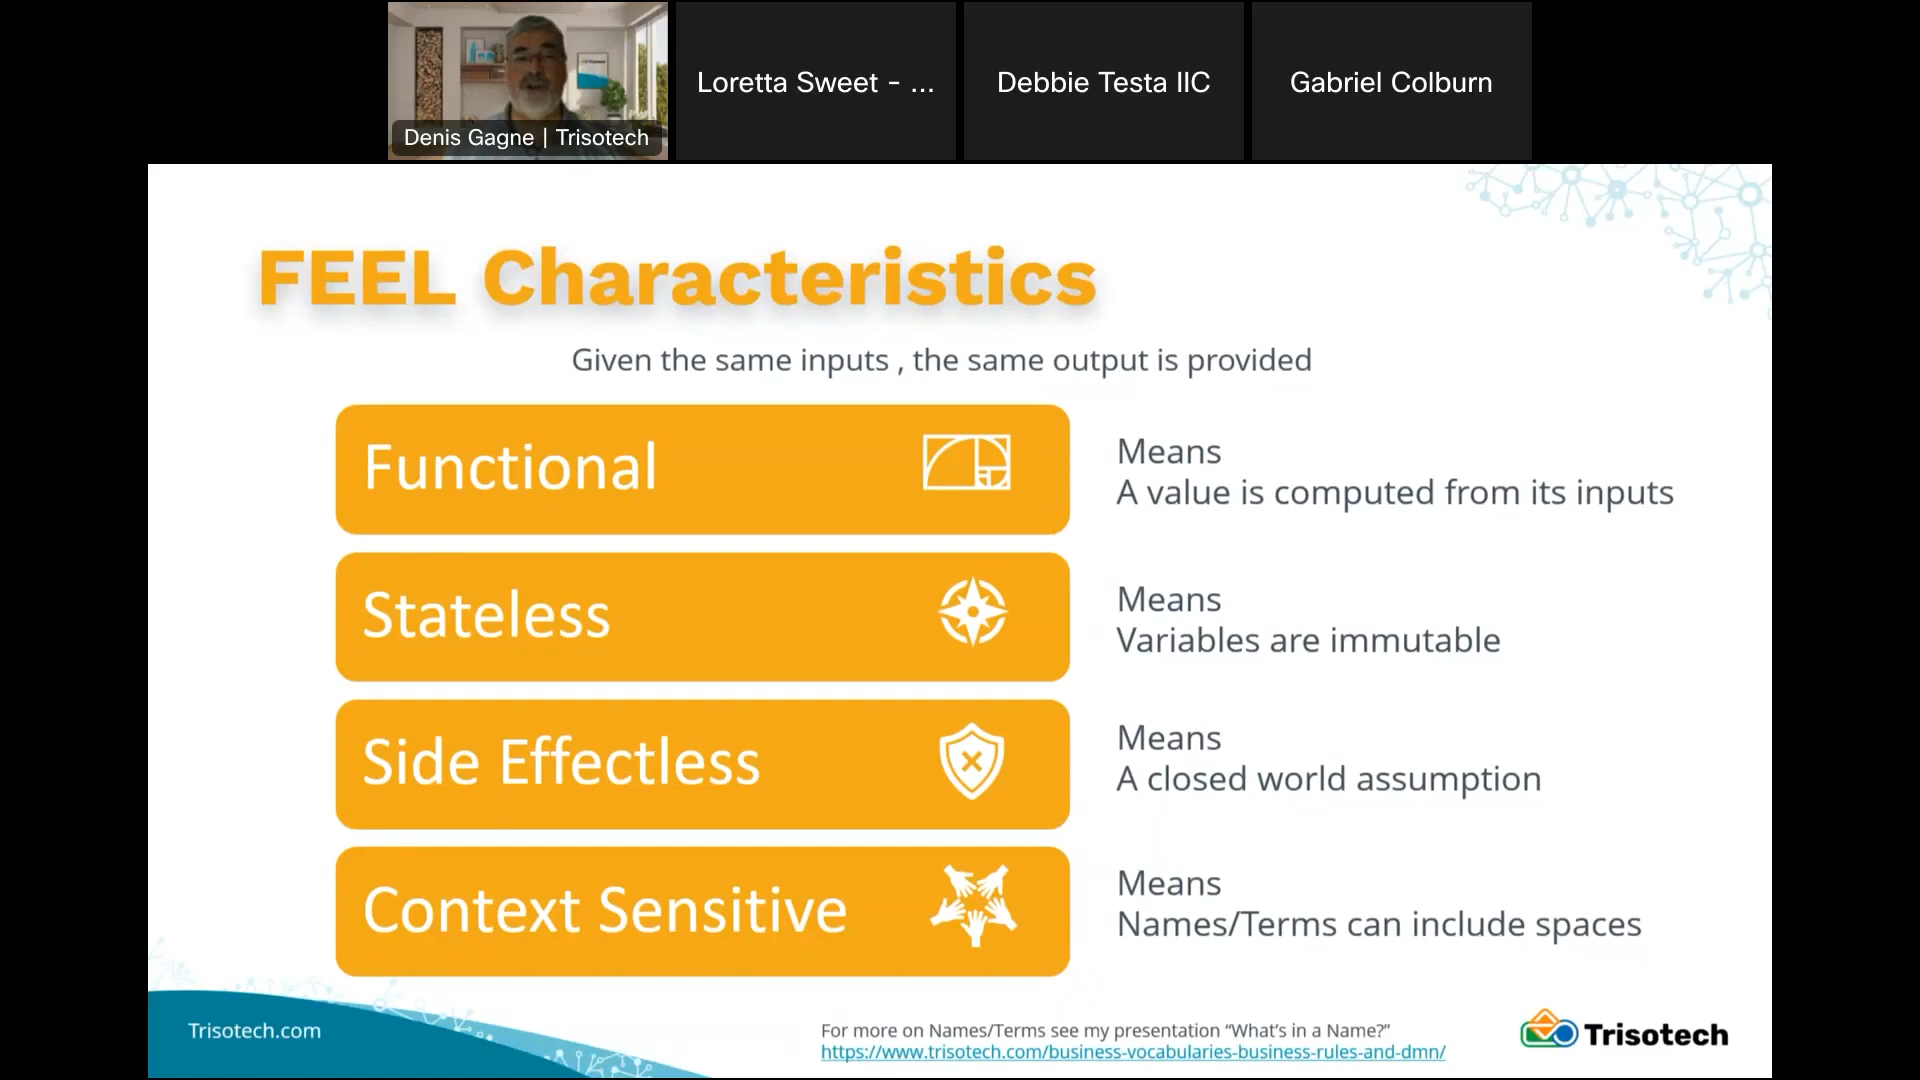 Denis Gagne | Trisotech
Loretta Sweet - ...
Debbie Testa IIC
Gabriel Colburn
FEEL Characteristics
Given the same inputs , the same output is provided
Functional
Means
A value is computed from its inputs
Stateless
Means
Variables are immutable
Side Effectless
Means
A closed world assumption
Context Sensitive
Means
Names/Terms can include spaces
Trisotech.com
For more on Names/Terms see my presentation “What’s in a Name?”
https://www.trisotech.com/business-vocabularies-business-rules-and-dmn/
Trisotech